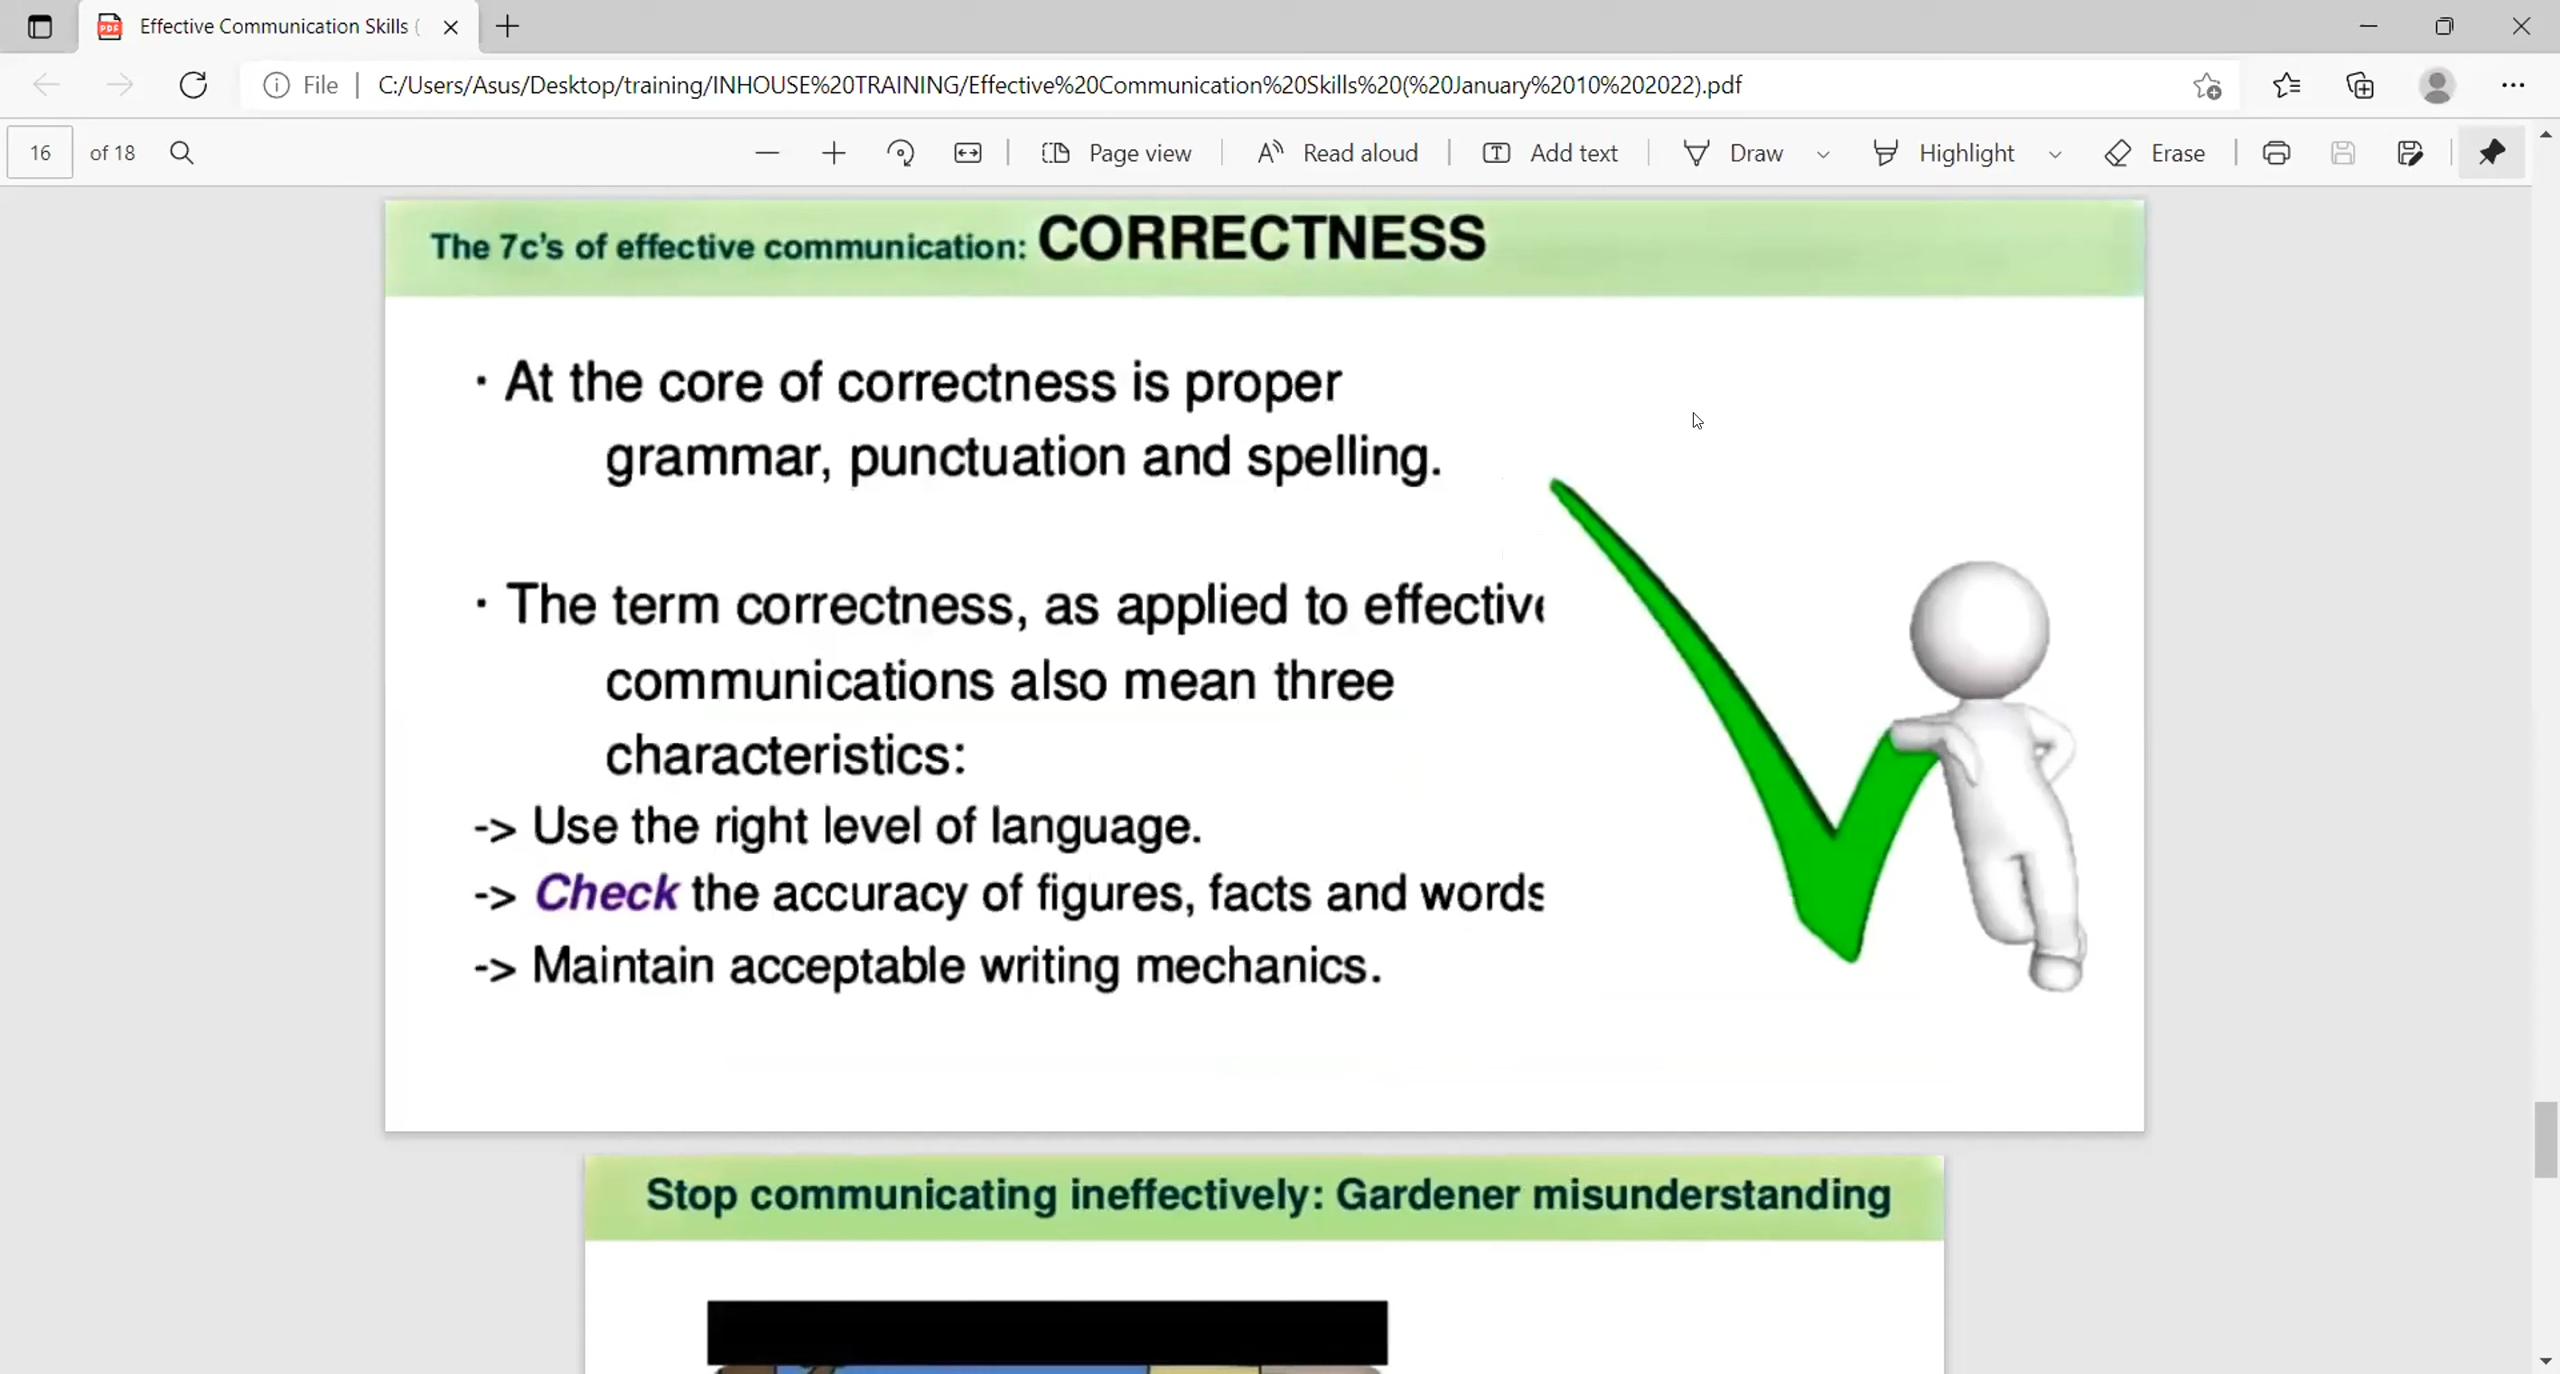 Effective Communication Skills (
File
C:/Users/Asus/Desktop/training/INHOUSE%20TRAINING/Effective%20Communication%20Skills%20(%20January%2010%202022).pdf
16 of 18
Page view
Read aloud
Add text
Draw
Highlight
Erase
The 7c's of effective communication: CORRECTNESS
· At the core of correctness is proper
grammar, punctuation and spelling.
· The term correctness, as applied to effective
communications also mean three
characteristics:
-> Use the right level of language.
-> Check the accuracy of figures, facts and words
-> Maintain acceptable writing mechanics.
Stop communicating ineffectively: Gardener misunderstanding